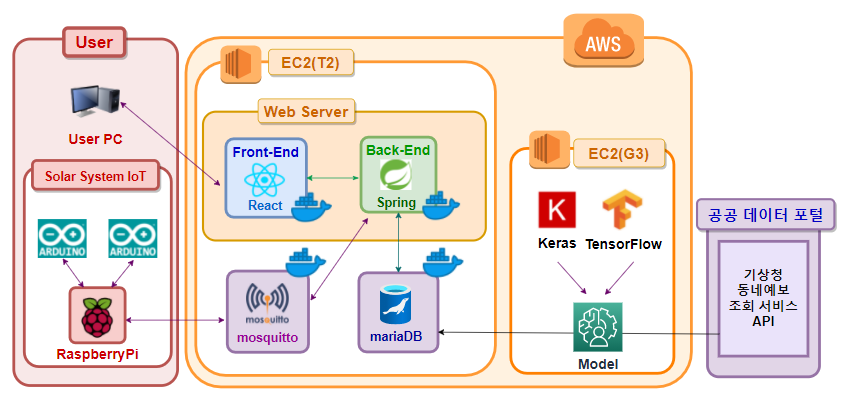 User
AWS
EC2(T2)
Web Server
User PC
Front-End
React
Back-End
Spring
EC2(G3)
Solar System IoT
ARDUINO
ARDUINO
RaspberryPi
mosquitto
mosquitto
mariaDB
K
Keras
TensorFlow
Model
공공 데이터 포털
기상청
동네예보
조회 서비스
API